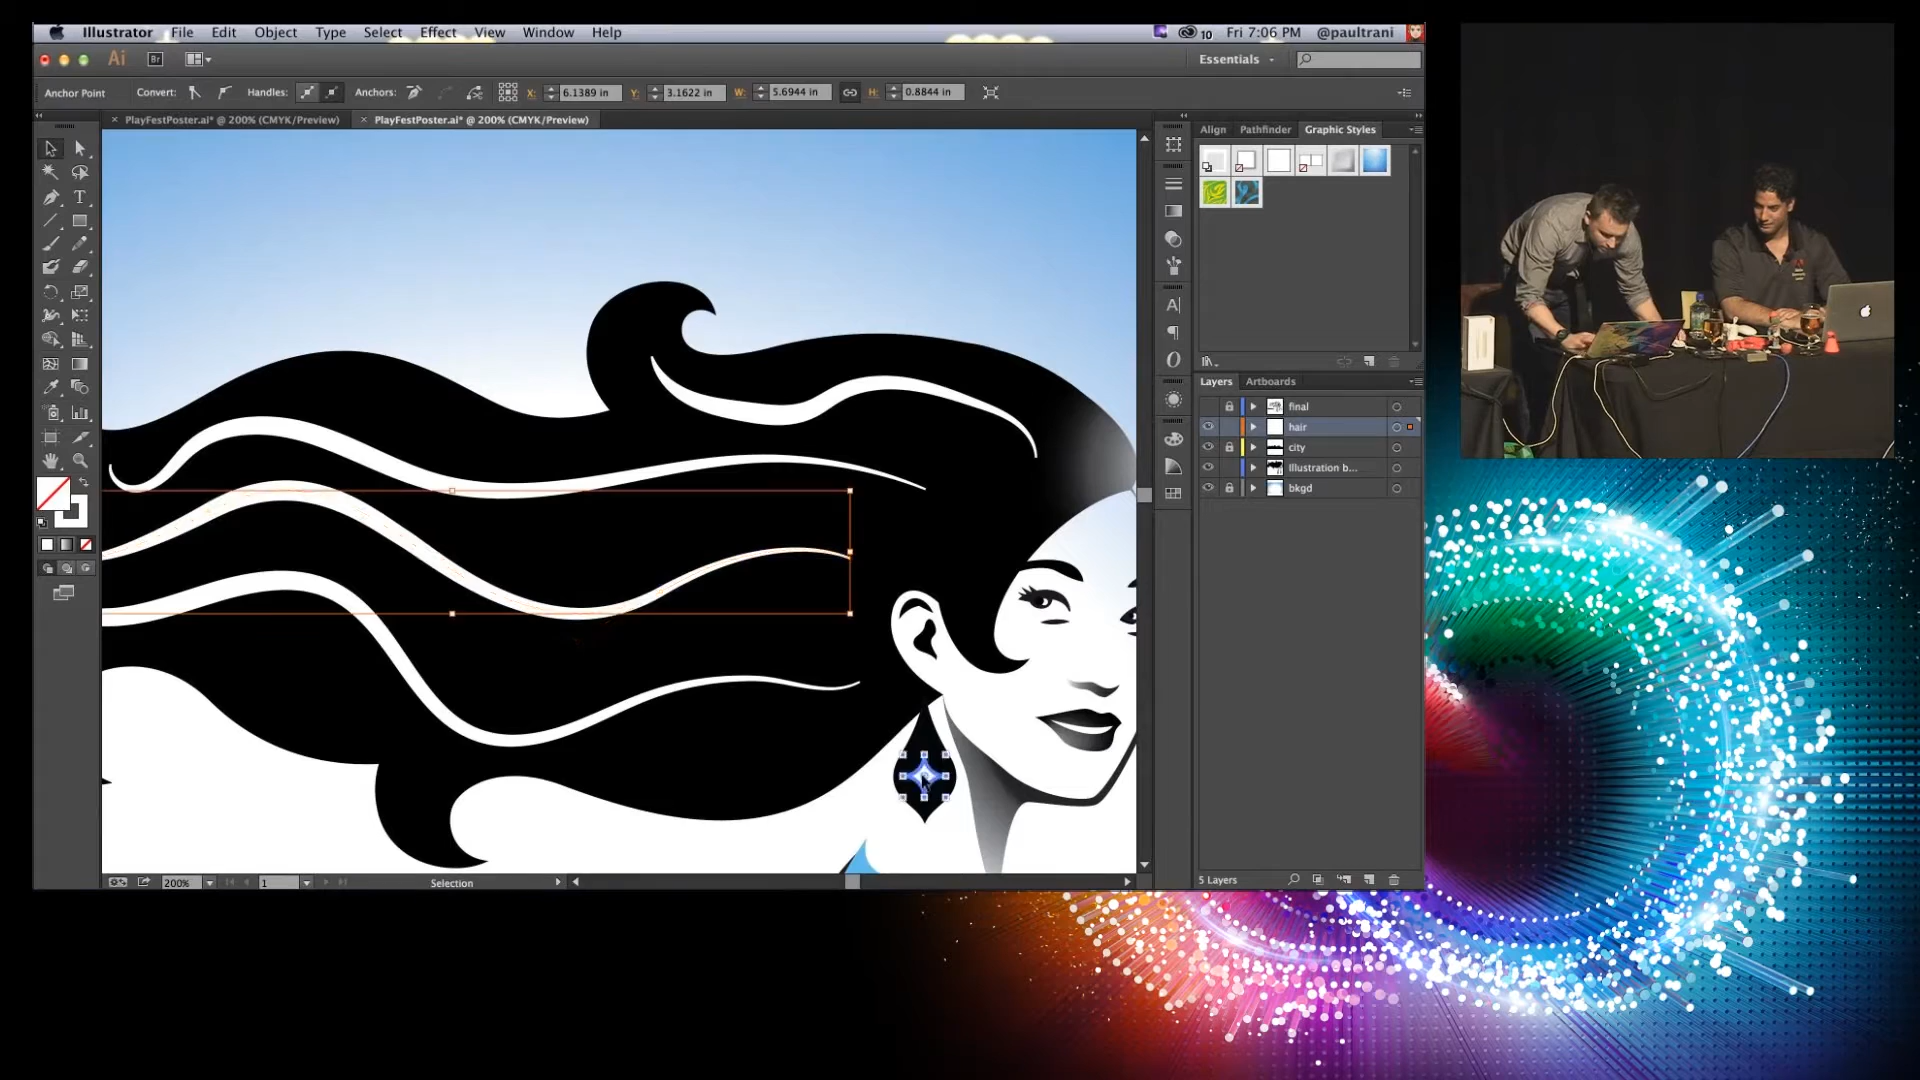 Illustrator File Edit Object Type Select Effect View Window Help 10 Fri 7:06 PM @paultrani
Ai Br Essentials
Anchor Point Convert: Handles: Anchors: X: 6.1389 in Y: 3.1622 in W: 5.6944 in H: 0.8844 in
× PlayFestPoster.ai* @ 200% (CMYK/Preview) × PlayFestPoster.ai* @ 200% (CMYK/Preview)
Align Pathfinder Graphic Styles
Layers Artboards
final
hair
city
Illustration b...
bkgd
200% 1 Selection 5 Layers